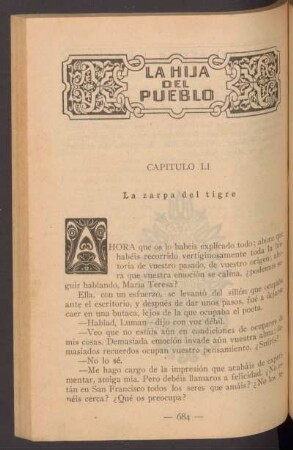 LA HIJA
DEL
PUEBLO
CAPITULO LI
La zarpa del tigre
AHORA que os lo habéis explicado todo; ahora que
habéis recorrido vertiginosamente toda la his-
toria de vuestro pasado, de vuestro origen; ahora
ra que vuestra emoción se calma, ¿podemos se-
guir hablando, María Teresa?
Ella, con un esfuerzo, se levantó del sillón que ocupaba
ante el escritorio, y después de dar unos pasos, fué a dejarse
caer en una butaca, lejos de la que ocupaba el poeta.
—Hablad, Luman—dijo con voz débil.
—Veo que no estáis aún en condiciones de ocuparos de
mis cosas. Demasiada emoción invade aún vuestra alma
masiados recuerdos ocupan vuestro pensamiento. ¿Sufrís?
—No lo sé.
—Me hago cargo de la impresión que acabáis de experi-
mentar, amiga mía. Pero debéis llamaros a felicidad. ¿No es-
tán en San Francisco todos los seres que amáis? ¿No los te-
néis cerca? ¿Qué os preocupa?
— 684 —